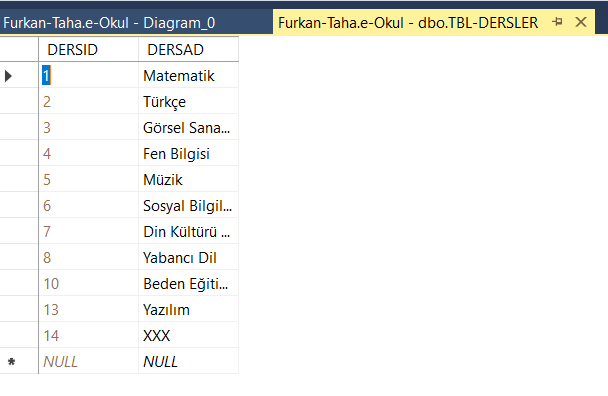 Furkan-Taha.e-Okul - Diagram_0 Furkan-Taha.e-Okul - dbo.TBL-DERSLER
DERSID DERSAD
1 Matematik
2 Türkçe
3 Görsel Sana...
4 Fen Bilgisi
5 Müzik
6 Sosyal Bilgil...
7 Din Kültürü ...
8 Yabancı Dil
10 Beden Eğiti...
13 Yazılım
14 XXX
NULL NULL